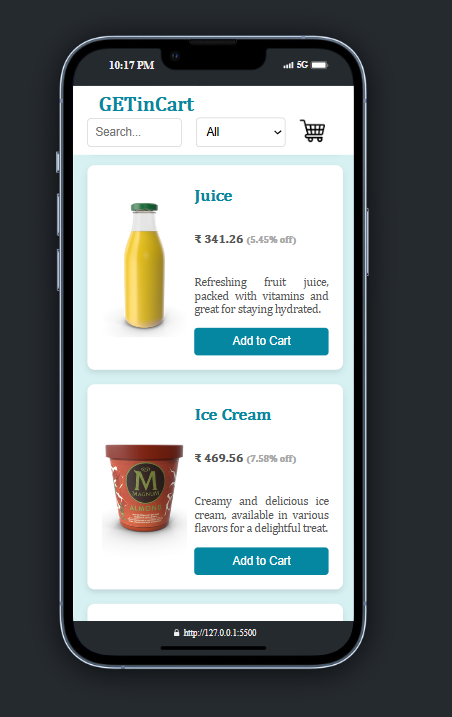 10:17 PM 5G
GETinCart
Search... All
Juice
₹ 341.26 (5.45% off)
Refreshing fruit juice,
packed with vitamins and
great for staying hydrated.
Add to Cart
Ice Cream
₹ 469.56 (7.58% off)
M
MAGNUM
ALMOND
Creamy and delicious ice
cream, available in various
flavors for a delightful treat.
Add to Cart
http://127.0.0.1:5500